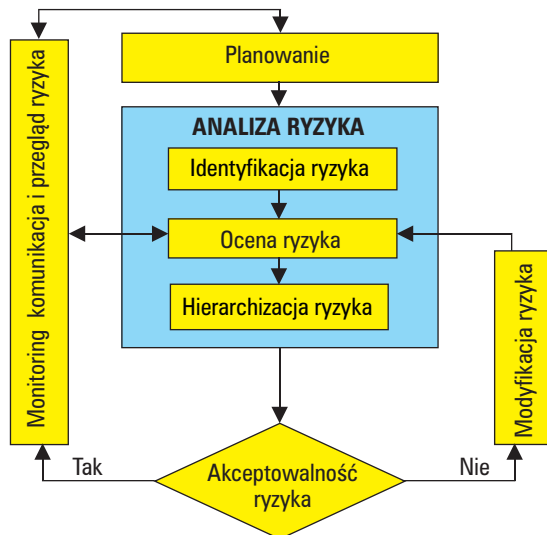 Planowanie
ANALIZA RYZYKA
Identyfikacja ryzyka
Ocena ryzyka
Hierarchizacja ryzyka
Monitoring komunikacja i przegląd ryzyka
Modyfikacja ryzyka
Tak
Akceptowalność
ryzyka
Nie